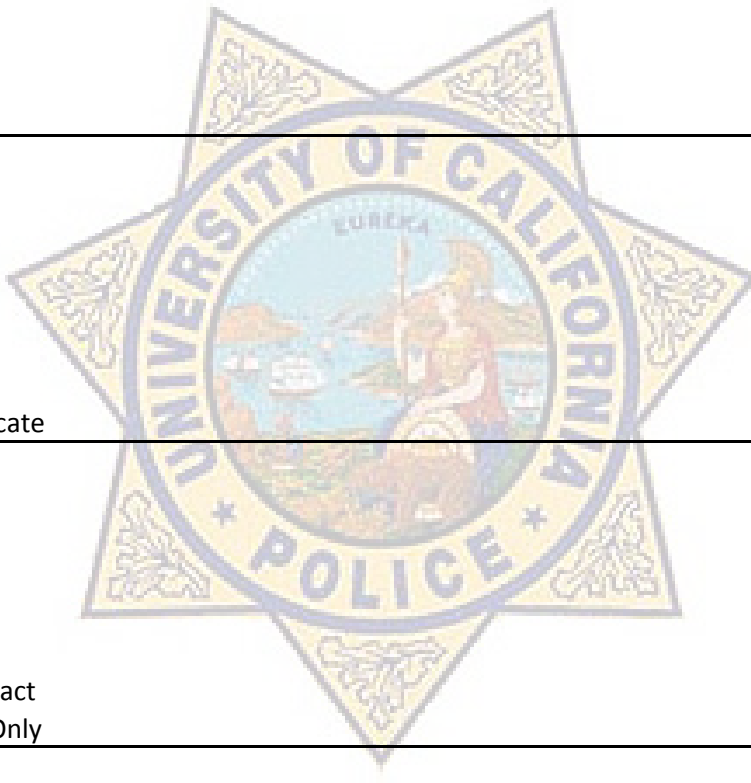 UNIVERSITY OF CALIFORNIA
EUREKA
cate
POLICE
act
Only